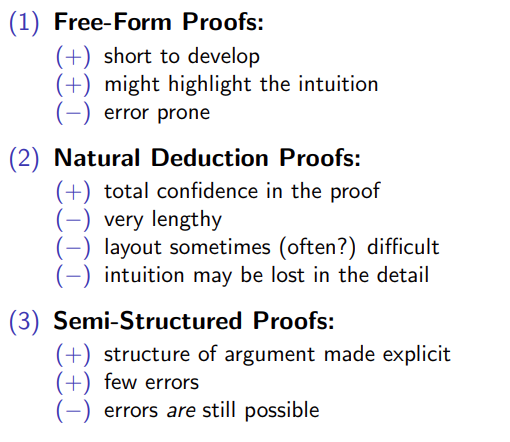 (1) Free-Form Proofs:
(+) short to develop
(+) might highlight the intuition
(−) error prone
(2) Natural Deduction Proofs:
(+) total confidence in the proof
(−) very lengthy
(−) layout sometimes (often?) difficult
(−) intuition may be lost in the detail
(3) Semi-Structured Proofs:
(+) structure of argument made explicit
(+) few errors
(−) errors are still possible